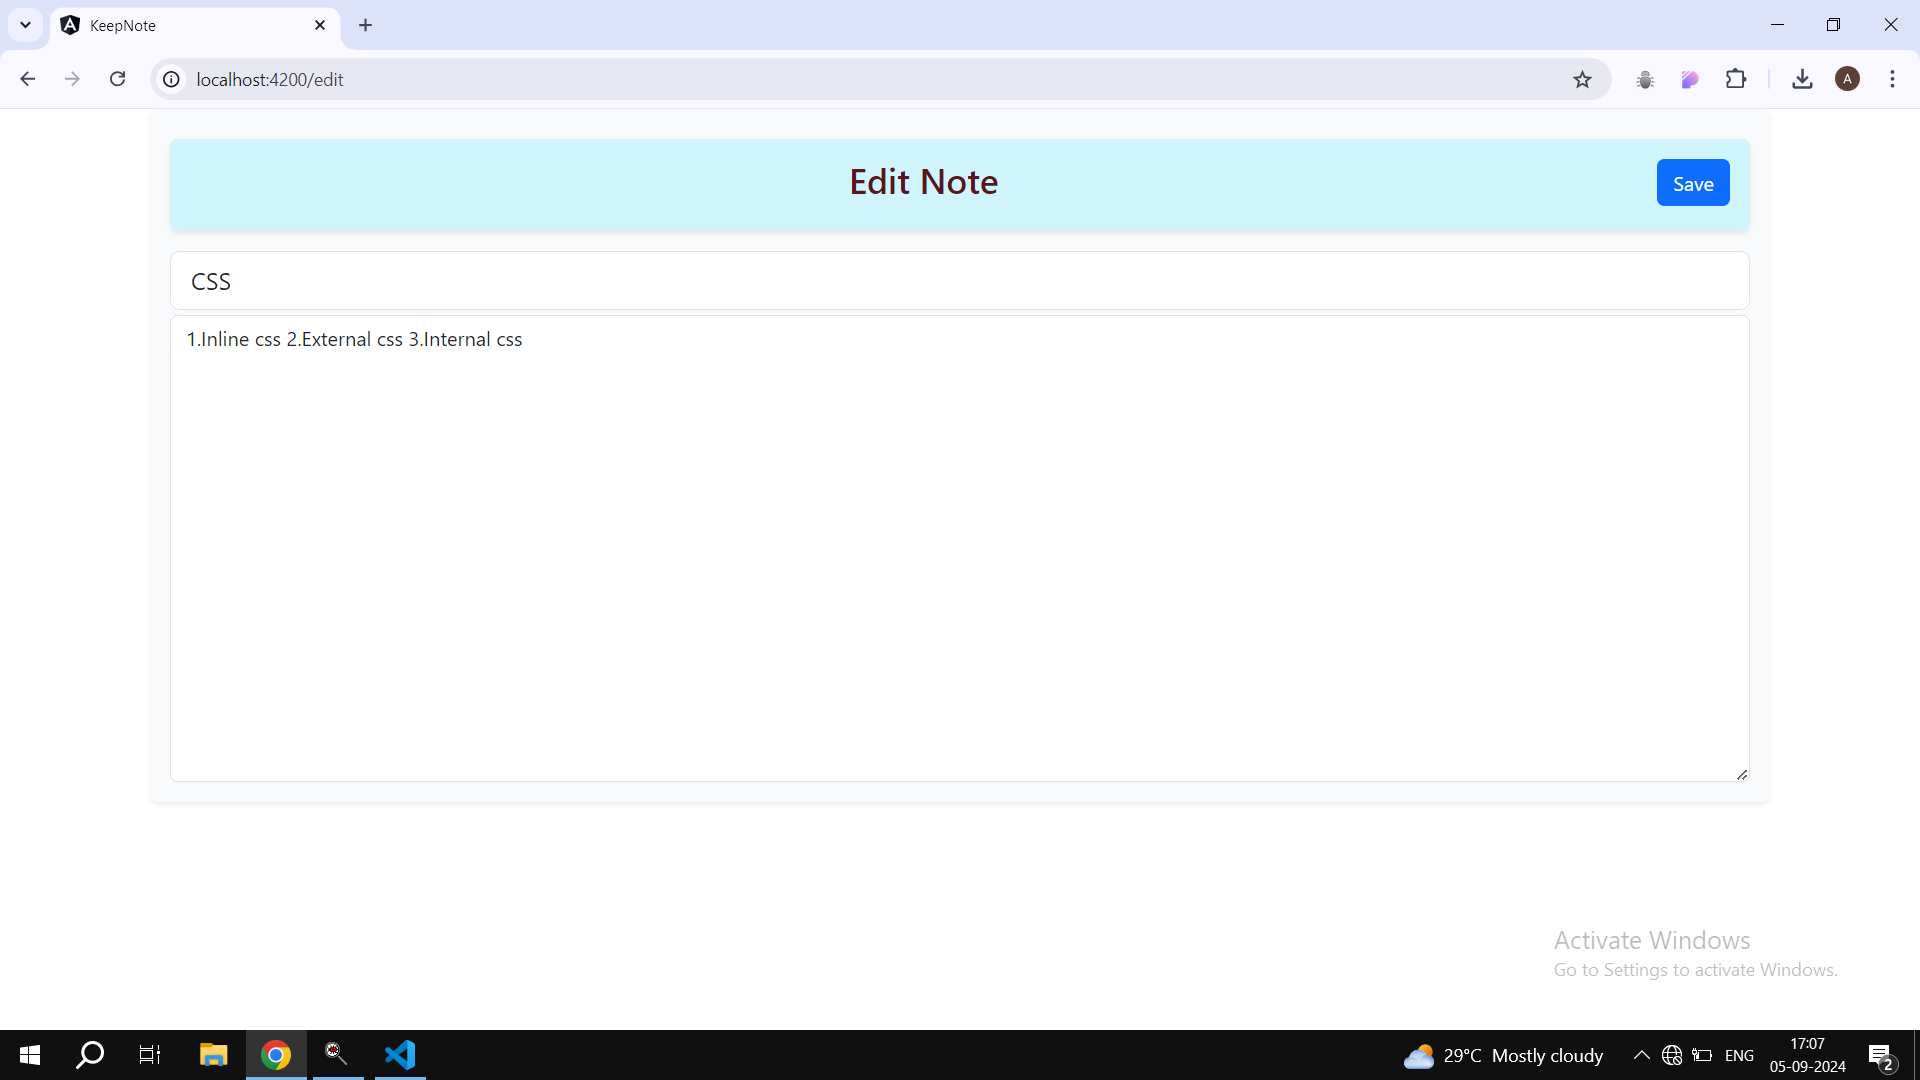 KeepNote
localhost:4200/edit
A
Edit Note
Save
CSS
1.Inline css 2.External css 3.Internal css
Activate Windows
Go to Settings to activate Windows.
29°C Mostly cloudy
ENG
17:07
05-09-2024
2